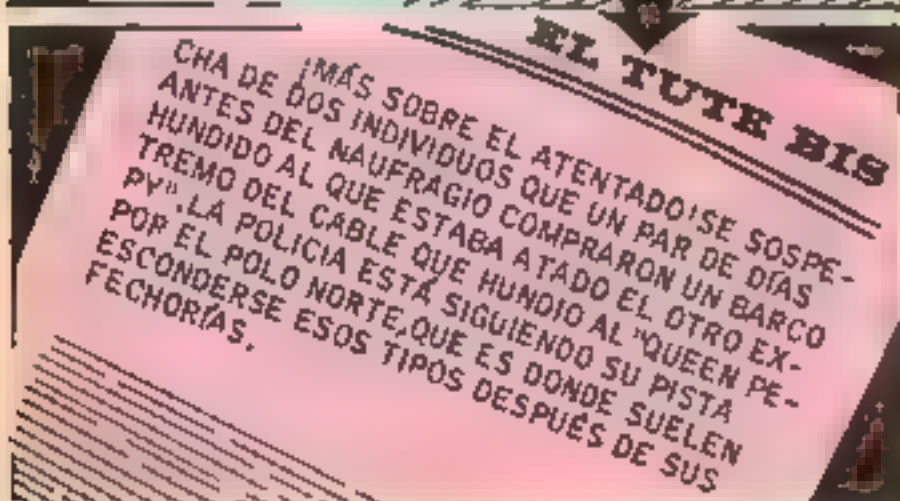 EL TUTE BIS
¡MÁS SOBRE EL ATENTADO! SE SOSPE-
CHA DE DOS INDIVIDUOS QUE UN PAR DE DÍAS
ANTES DEL NAUFRAGIO COMPRARON UN BARCO
HUNDIDO AL QUE ESTABA ATADO EL OTRO EX-
TREMO DEL CABLE QUE HUNDIO AL "QUEEN PE-
PY". LA POLICIA ESTÁ SIGUIENDO SU PISTA
POR EL POLO NORTE, QUE ES DONDE SUELEN
ESCONDERSE ESOS TIPOS DESPUÉS DE SUS
FECHORÍAS.